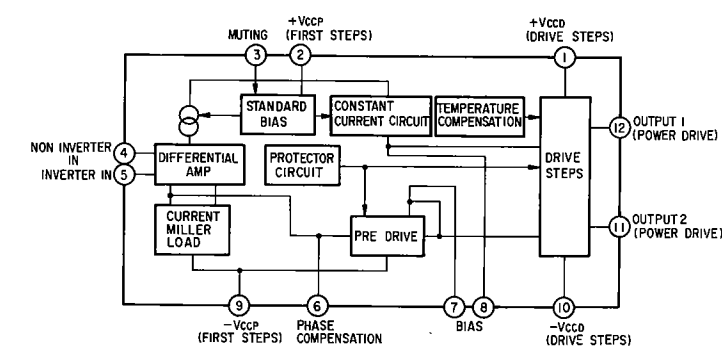 +VCCP
(FIRST STEPS)
MUTING
3
2
+VCCD
(DRIVE STEPS)
1
STANDARD
BIAS
CONSTANT
CURRENT CIRCUIT
TEMPERATURE
COMPENSATION
12
OUTPUT 1
(POWER DRIVE)
NON INVERTER
IN
4
INVERTER IN
5
DIFFERENTIAL
AMP
PROTECTOR
CIRCUIT
DRIVE
STEPS
CURRENT
MILLER
LOAD
PRE DRIVE
11
OUTPUT 2
(POWER DRIVE)
9
6
7
8
10
-VCCP
(FIRST STEPS)
PHASE
COMPENSATION
BIAS
-VCCD
(DRIVE STEPS)